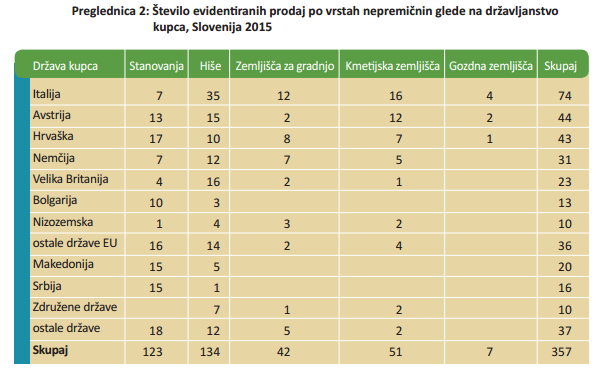 Preglednica 2: Število evidentiranih prodaj po vrstah nepremičnin glede na državljanstvo
kupca, Slovenija 2015
Država kupca Stanovanja Hiše Zemljišča za gradnjo Kmetijska zemljišča Gozdna zemljišča Skupaj
Italija 7 35 12 16 4 74
Avstrija 13 15 2 12 2 44
Hrvaška 17 10 8 7 1 43
Nemčija 7 12 7 5 31
Velika Britanija 4 16 2 1 23
Bolgarija 10 3 13
Nizozemska 1 4 3 2 10
ostale države EU 16 14 2 4 36
Makedonija 15 5 20
Srbija 15 1 16
Združene države 7 1 2 10
ostale države 18 12 5 2 37
Skupaj 123 134 42 51 7 357